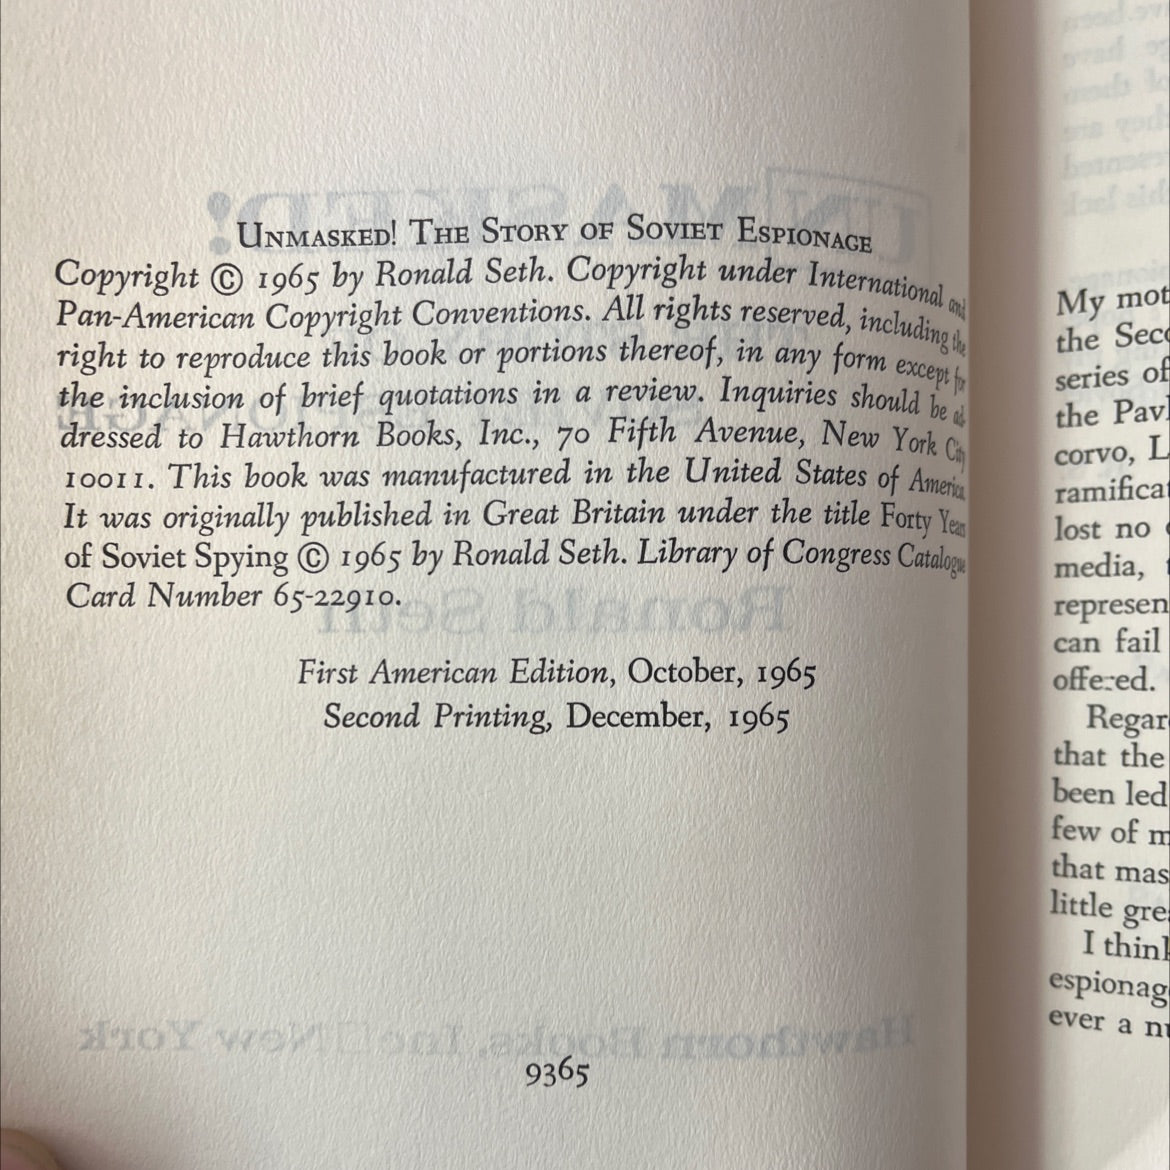 UNMASKED! THE STORY OF SOVIET ESPIONAGE
Copyright © 1965 by Ronald Seth. Copyright under International and
Pan-American Copyright Conventions. All rights reserved, including the
right to reproduce this book or portions thereof, in any form except for
the inclusion of brief quotations in a review. Inquiries should be ad-
dressed to Hawthorn Books, Inc., 70 Fifth Avenue, New York City
10011. This book was manufactured in the United States of America.
It was originally published in Great Britain under the title Forty Years
of Soviet Spying © 1965 by Ronald Seth. Library of Congress Catalogue
Card Number 65-22910.
First American Edition, October, 1965
Second Printing, December, 1965
9365
My mot
the Seco
series of
the Pavl
corvo, L
ramificat
lost no
media,
represen
can fail
offered.
Regar
that the
been led
few of m
that mas
little grea
I think
espionag
ever a nu